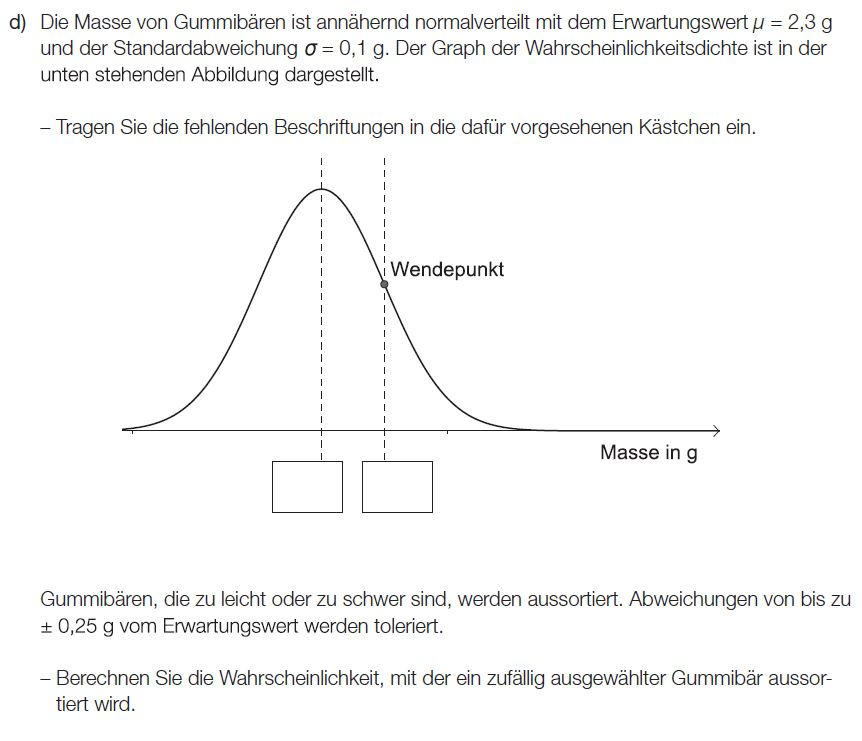 d) Die Masse von Gummibären ist annähernd normalverteilt mit dem Erwartungswert μ = 2,3 g
und der Standardabweichung σ = 0,1 g. Der Graph der Wahrscheinlichkeitsdichte ist in der
unten stehenden Abbildung dargestellt.
– Tragen Sie die fehlenden Beschriftungen in die dafür vorgesehenen Kästchen ein.
Wendepunkt
Masse in g
Gummibären, die zu leicht oder zu schwer sind, werden aussortiert. Abweichungen von bis zu
± 0,25 g vom Erwartungswert werden toleriert.
– Berechnen Sie die Wahrscheinlichkeit, mit der ein zufällig ausgewählter Gummibär aussor-
tiert wird.